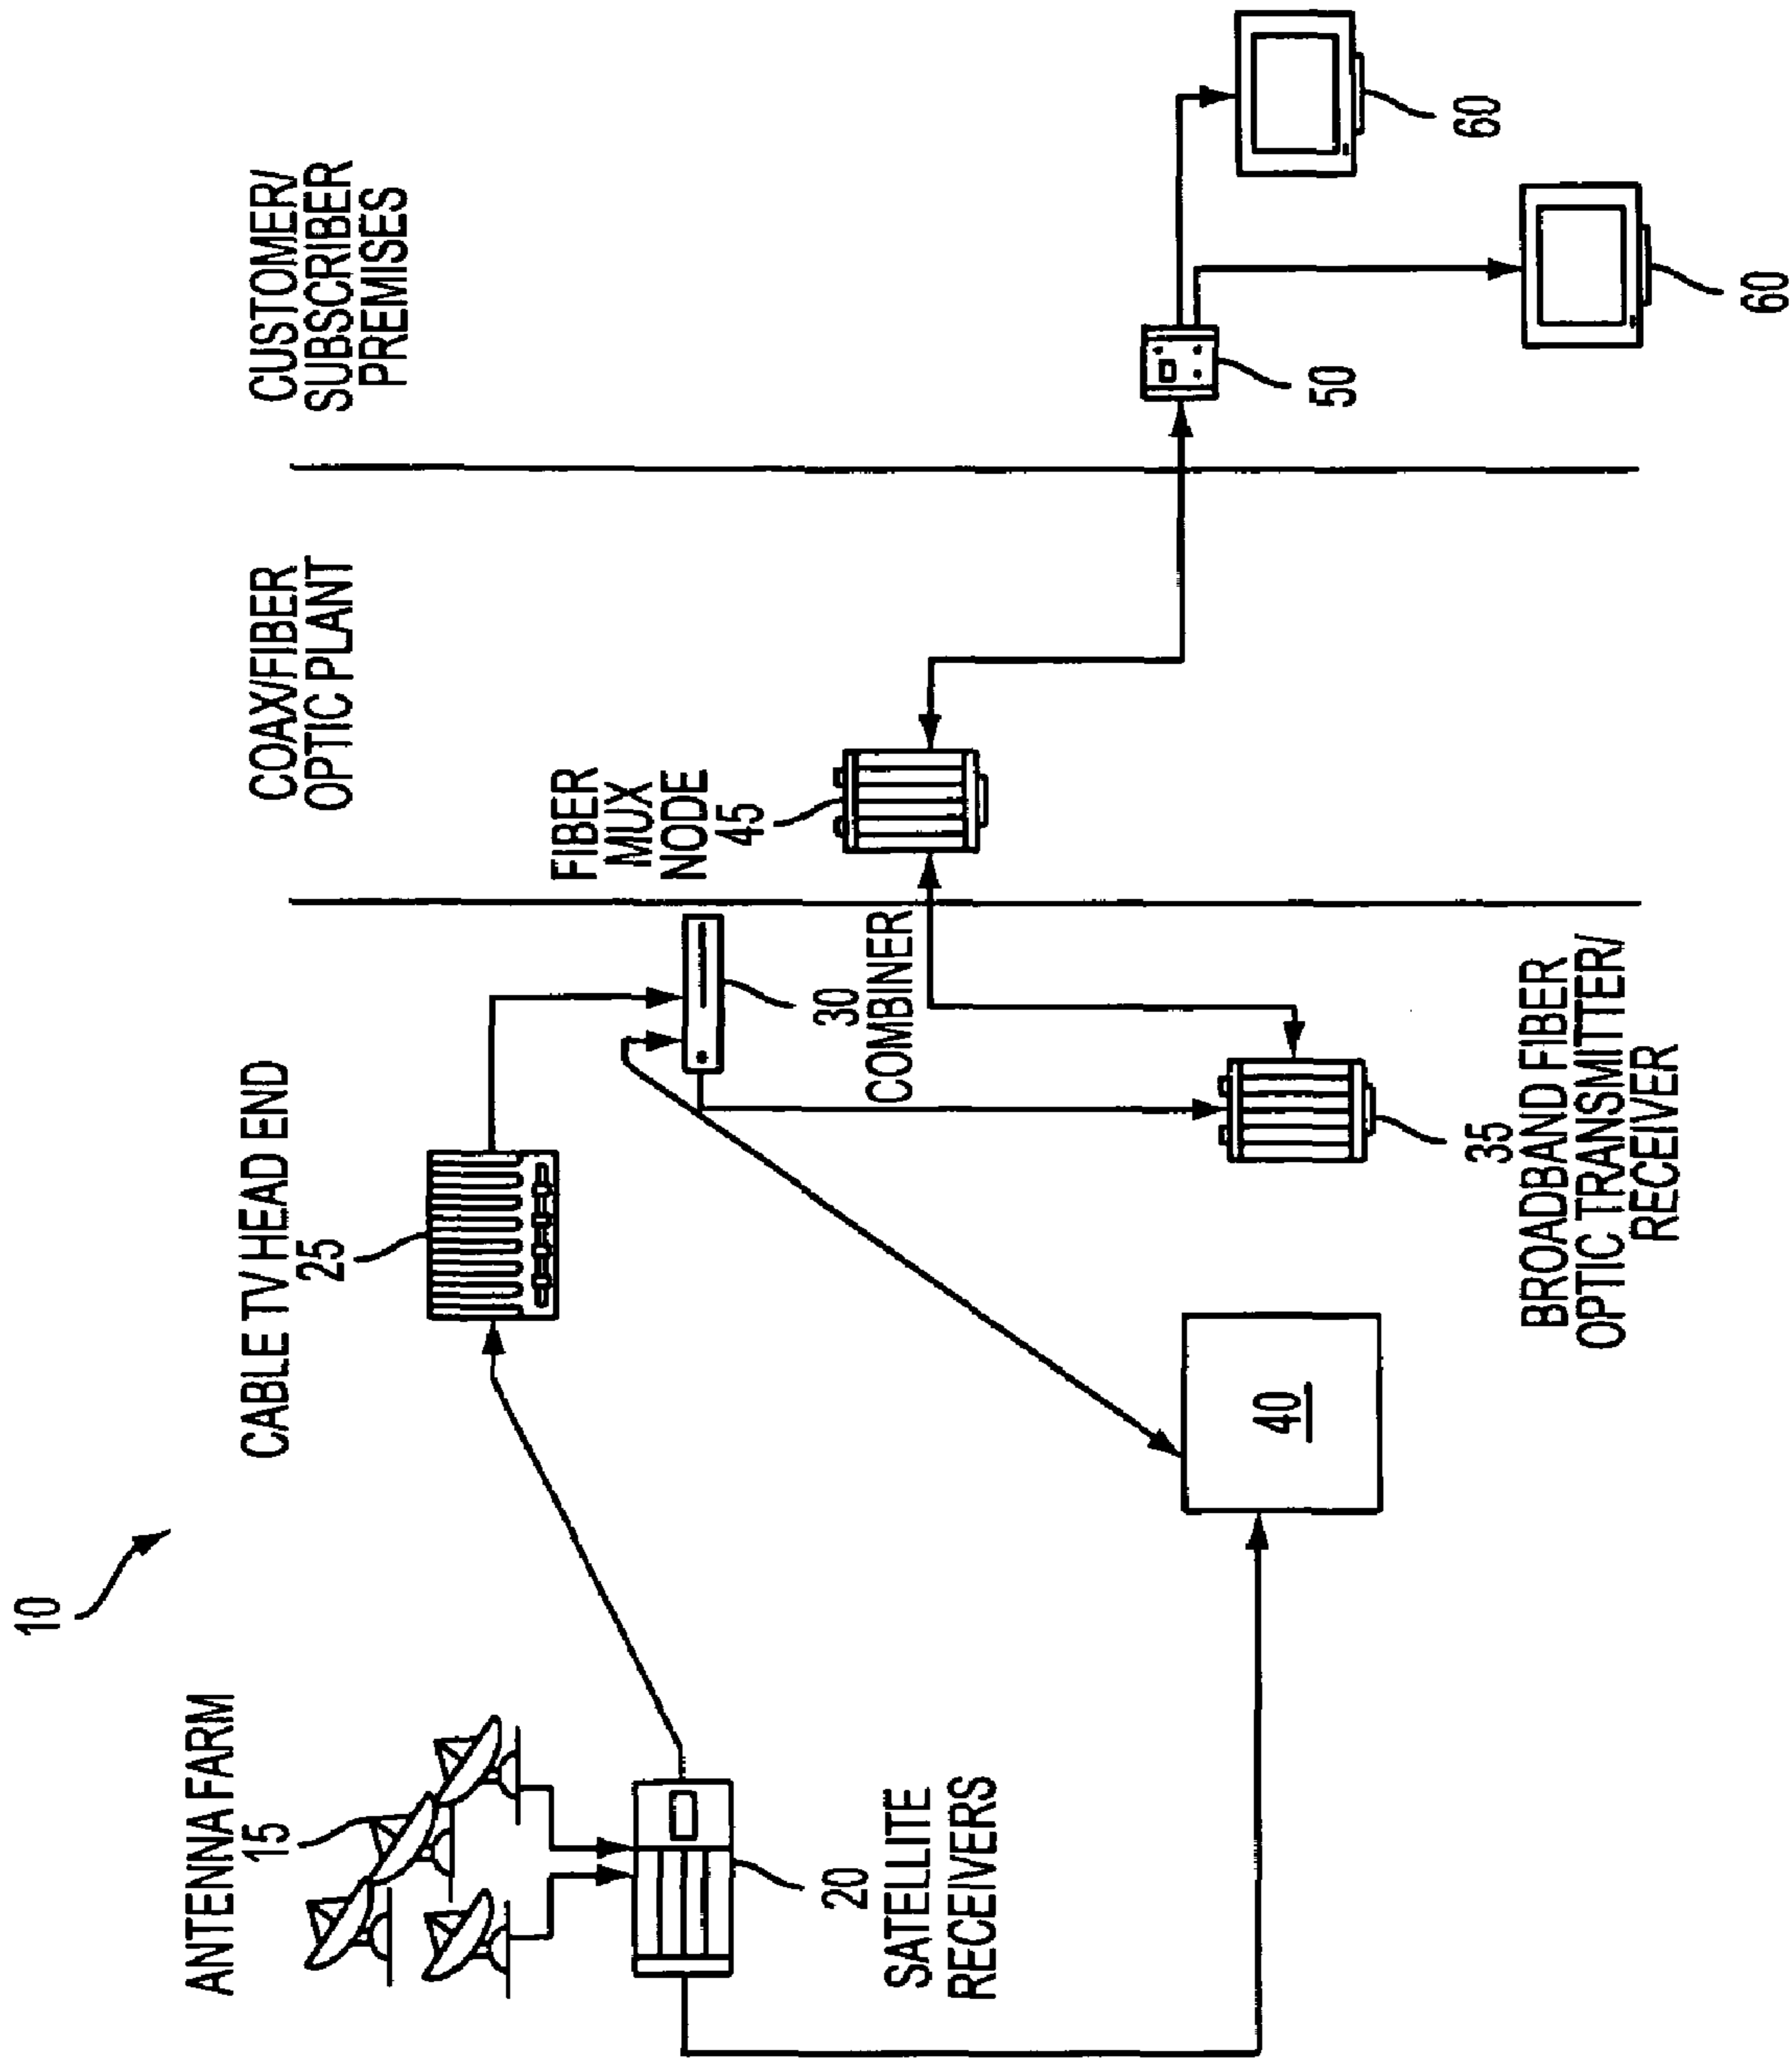 10
ANTENNA FARM
15
20
SATELLITE
RECEIVERS
CABLE TV HEAD END
25
30
COMBINER
40
35
BROADBAND FIBER
OPTIC TRANSMITTER/
RECEIVER
COAX/FIBER
OPTIC PLANT
FIBER
MUX
NODE
45
CUSTOMER/
SUBSCRIBER
PREMISES
50
60
60